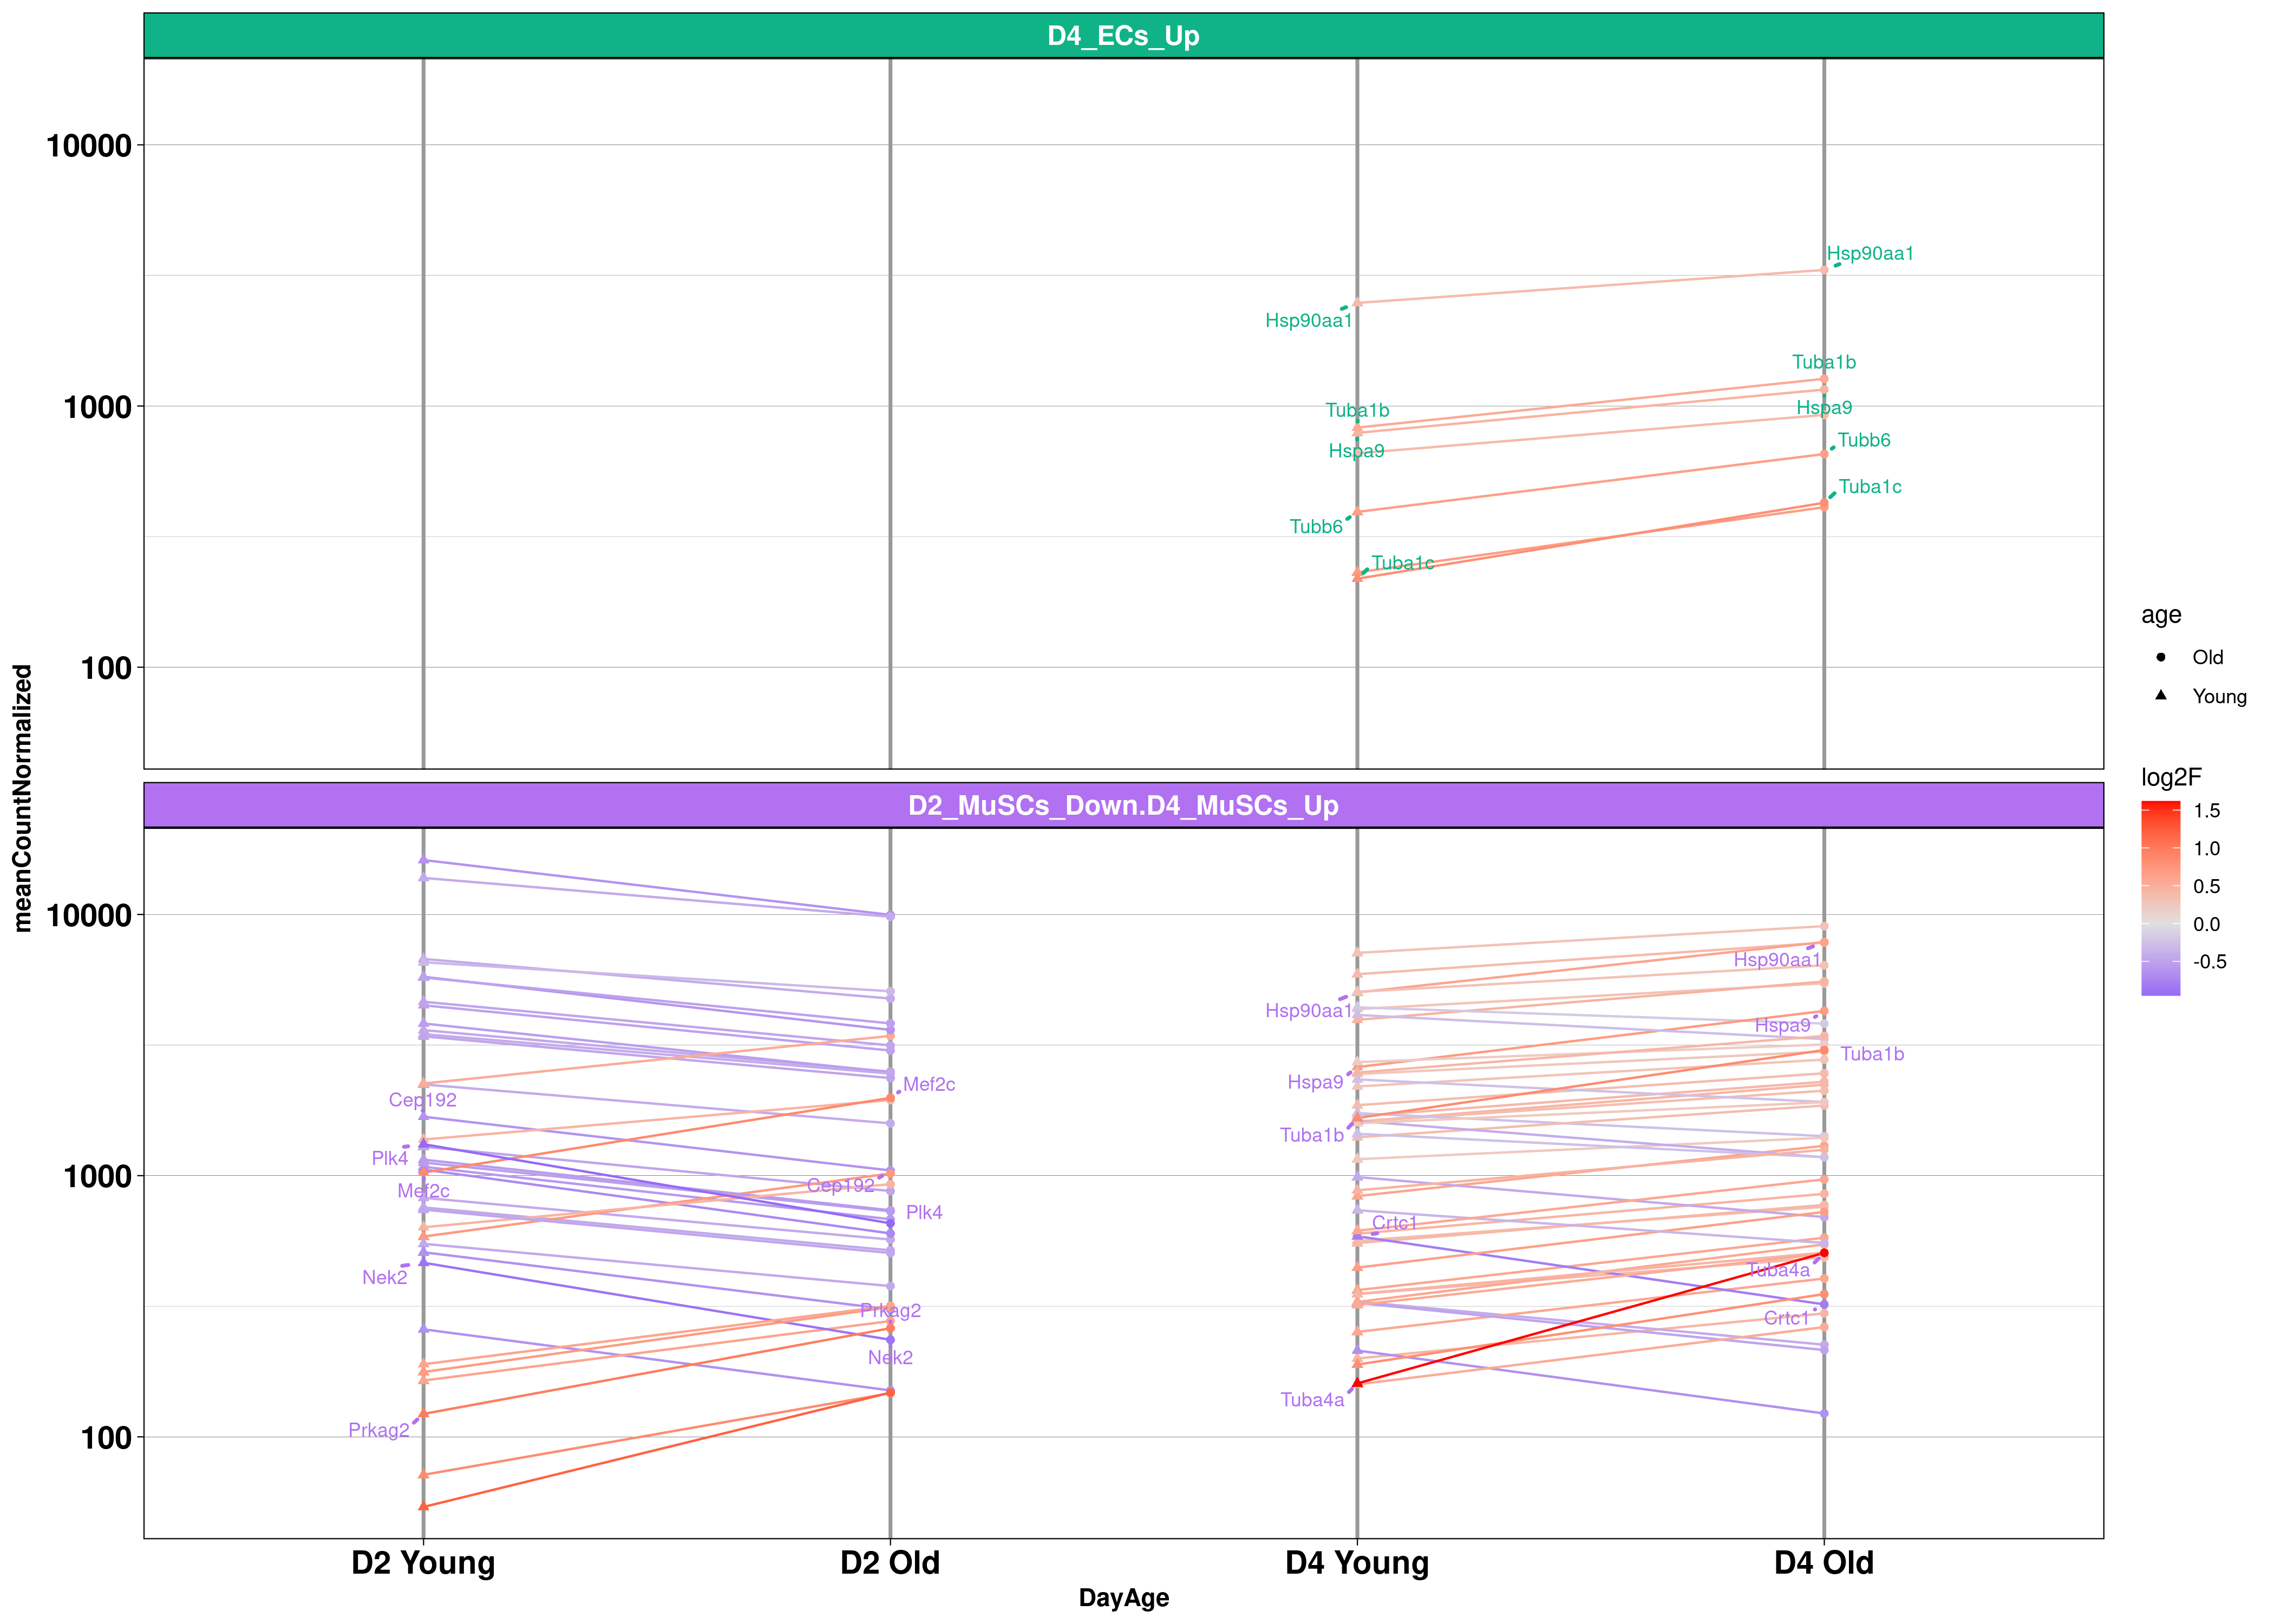 D4_ECs_Up
10000
1000
100
Hsp90aa1
Hsp90aa1
Tuba1b
Tuba1b
Hspa9
Hspa9
Tubb6
Tubb6
Tuba1c
Tuba1c
meanCountNormalized
D2_MuSCs_Down.D4_MuSCs_Up
10000
1000
100
Cep192
Plk4
Mef2c
Nek2
Prkag2
Mef2c
Cep192
Plk4
Prkag2
Nek2
Hsp90aa1
Hspa9
Tuba1b
Crtc1
Tuba4a
Hsp90aa1
Hspa9
Tuba1b
Tuba4a
Crtc1
D2 Young
D2 Old
D4 Young
D4 Old
DayAge
age
Old
Young
log2F
1.5
1.0
0.5
0.0
-0.5